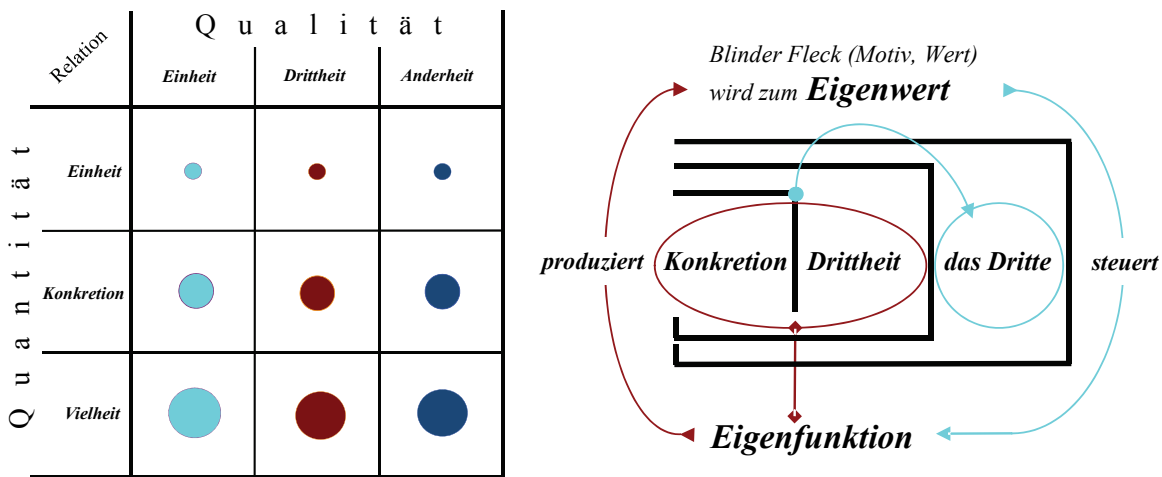 Q u a l i t ä t
Relation
Einheit Drittheit Anderheit
Q u a n t i t ä t
Einheit
Konkretion
Vielheit
Blinder Fleck (Motiv, Wert)
wird zum Eigenwert
produziert Konkretion Drittheit das Dritte steuert
Eigenfunktion